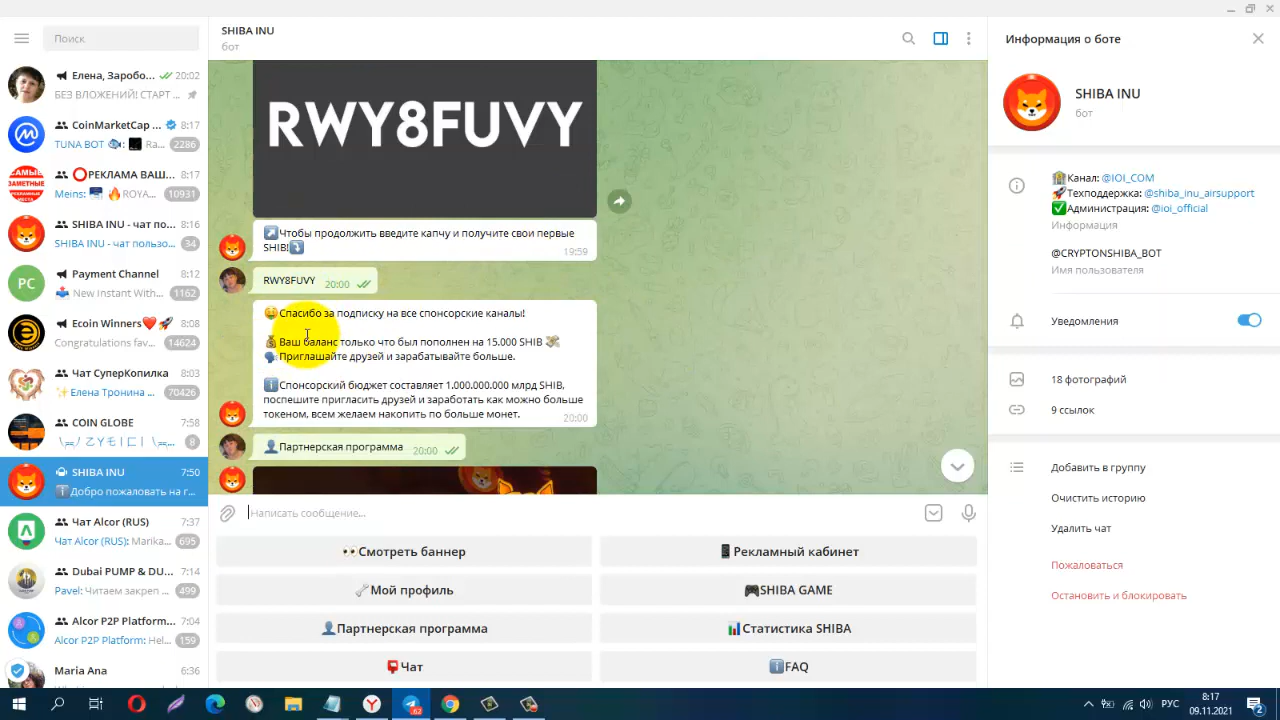 Поиск
Елена, Заробо... 20:02
БЕЗ ВЛОЖЕНИЙ! СТАРТ ...
CoinMarketCap ... 8:17
TUNA BOT 🐟: Ra... 2286
⭕РЕКЛАМА ВАШ... 8:17
Meins: 🔥 ROYA... 10931
САМЫЕ
ЗАМЕТНЫЕ
SHIBA INU - чат по... 8:16
SHIBA INU - чат пользо... 34
PC
Payment Channel 8:12
New Instant With... 1162
Ecoin Winners❤️🚀 8:08
Congratulations fav... 14624
Чат СуперКопилка 8:03
✨Елена Тронина ... 70426
COIN GLOBE 7:58
8
SHIBA INU 7:50
ℹ️Добро пожаловать на г...
Чат Alcor (RUS) 7:37
Чат Alcor (RUS): Marika... 695
Dubai PUMP & DU... 7:14
Pavel: Читаем закреп ... 499
Alcor P2P Platform... 7:04
Alcor P2P Platform: Hel... 159
Maria Ana 6:36
SHIBA INU
бот
RWY8FUVY
↗️Чтобы продолжить введите капчу и получите свои первые
SHIB!⤵️
19:59
RWY8FUVY 20:00
🤑Спасибо за подписку на все спонсорские каналы!
💰Ваш баланс только что был пополнен на 15.000 SHIB 💸
🗣Приглашайте друзей и зарабатывайте больше.
ℹ️Спонсорский бюджет составляет 1.000.000.000 млрд SHIB,
поспешите пригласить друзей и заработать как можно больше
токеном, всем желаем накопить по больше монет.
20:00
👤Партнерская программа 20:00
Написать сообщение...
👀Смотреть баннер
📱Рекламный кабинет
🔑Мой профиль
🎮SHIBA GAME
👤Партнерская программа
📊Статистика SHIBA
📮Чат
ℹ️FAQ
Информация о боте
SHIBA INU
бот
🏦Канал: @IOI_COM
🚀Техподдержка: @shiba_inu_airsupport
✅Администрация: @ioi_official
Информация
@CRYPTONSHIBA_BOT
Имя пользователя
Уведомления
18 фотографий
9 ссылок
Добавить в группу
Очистить историю
Удалить чат
Пожаловаться
Остановить и блокировать
62
РУС
8:17
09.11.2021
2